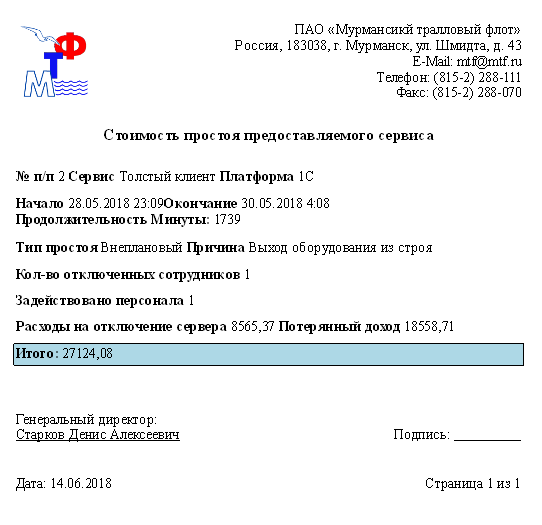 МТФ
ПАО «Мурмансикй тралловый флот»
Россия, 183038, г. Мурманск, ул. Шмидта, д. 43
E-Mail: mtf@mtf.ru
Телефон: (815-2) 288-111
Факс: (815-2) 288-070
Стоимость простоя предоставляемого сервиса
№ п/п 2 Сервис Толстый клиент Платформа 1С
Начало 28.05.2018 23:09Окончание 30.05.2018 4:08
Продолжительность Минуты: 1739
Тип простоя Внеплановый Причина Выход оборудования из строя
Кол-во отключенных сотрудников 1
Задействовано персонала 1
Расходы на отключение сервера 8565,37 Потерянный доход 18558,71
Итого: 27124,08
Генеральный директор:
Старков Денис Алексеевич
Подпись: __________
Дата: 14.06.2018
Страница 1 из 1